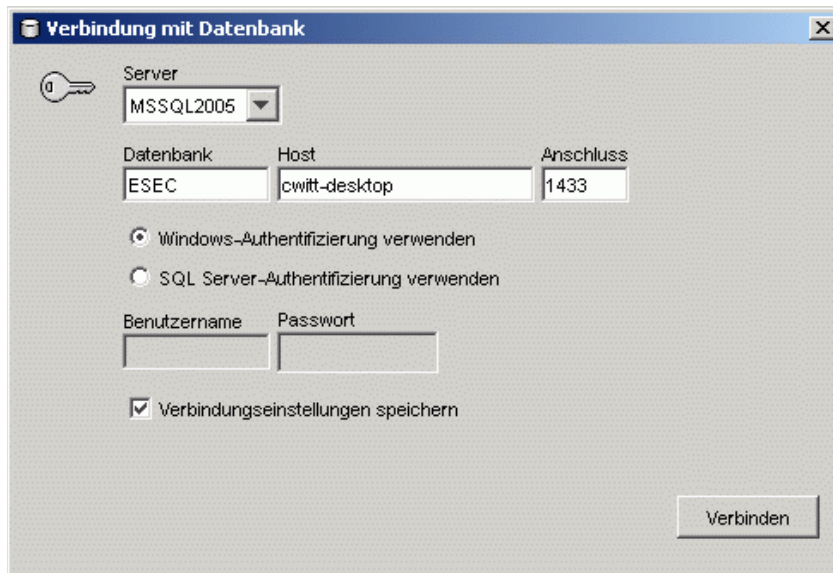 Verbindung mit Datenbank
Server
MSSQL2005
Datenbank Host Anschluss
ESEC cwitt-desktop 1433
Windows-Authentifizierung verwenden
SQL Server-Authentifizierung verwenden
Benutzername Passwort
Verbindungseinstellungen speichern
Verbinden